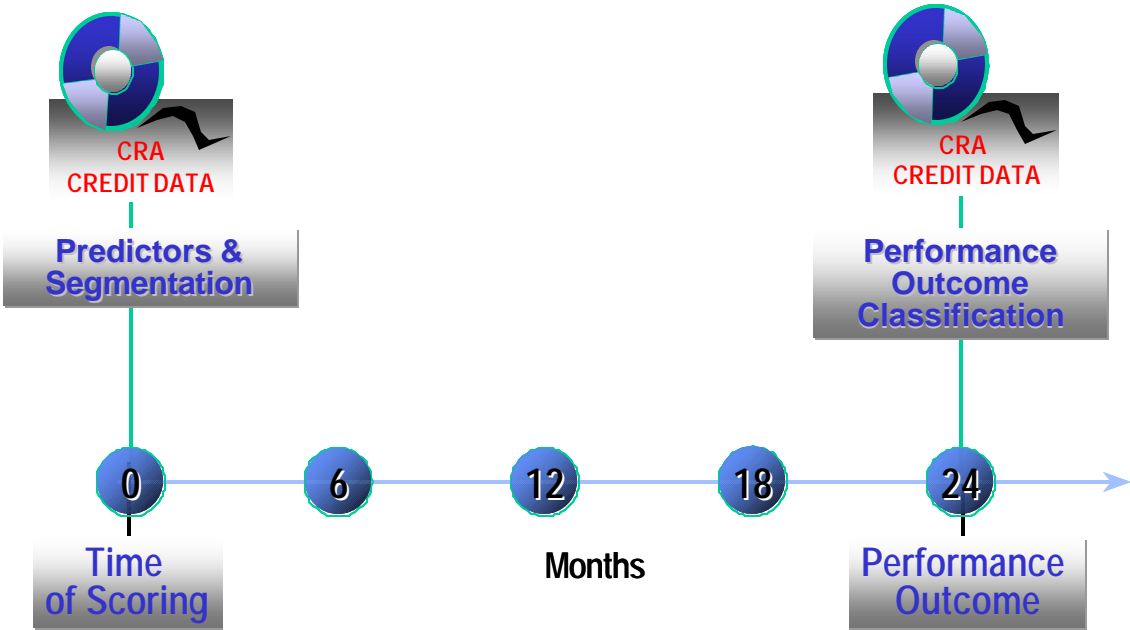 CRA
CREDIT DATA
CRA
CREDIT DATA
Predictors &
Segmentation
Performance
Outcome
Classification
0
6
12
18
24
Time
of Scoring
Months
Performance
Outcome